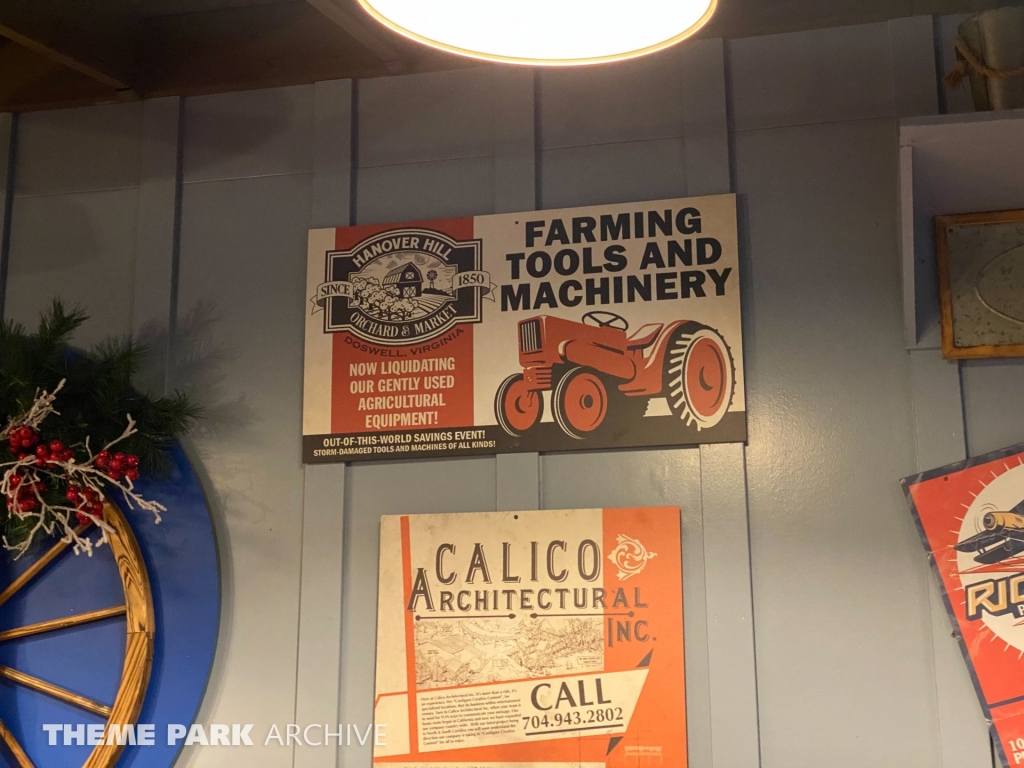 HANOVER HILL
SINCE 1850
ORCHARD & MARKET
DOSWELL, VIRGINIA
NOW LIQUIDATING
OUR GENTLY USED
AGRICULTURAL
EQUIPMENT!
FARMING
TOOLS AND
MACHINERY
OUT-OF-THIS-WORLD SAVINGS EVENT!
STORM-DAMAGED TOOLS AND MACHINES OF ALL KINDS!
CALICO
ARCHITECTURAL
INC.
CALL
704.943.2802
THEME PARK ARCHIVE